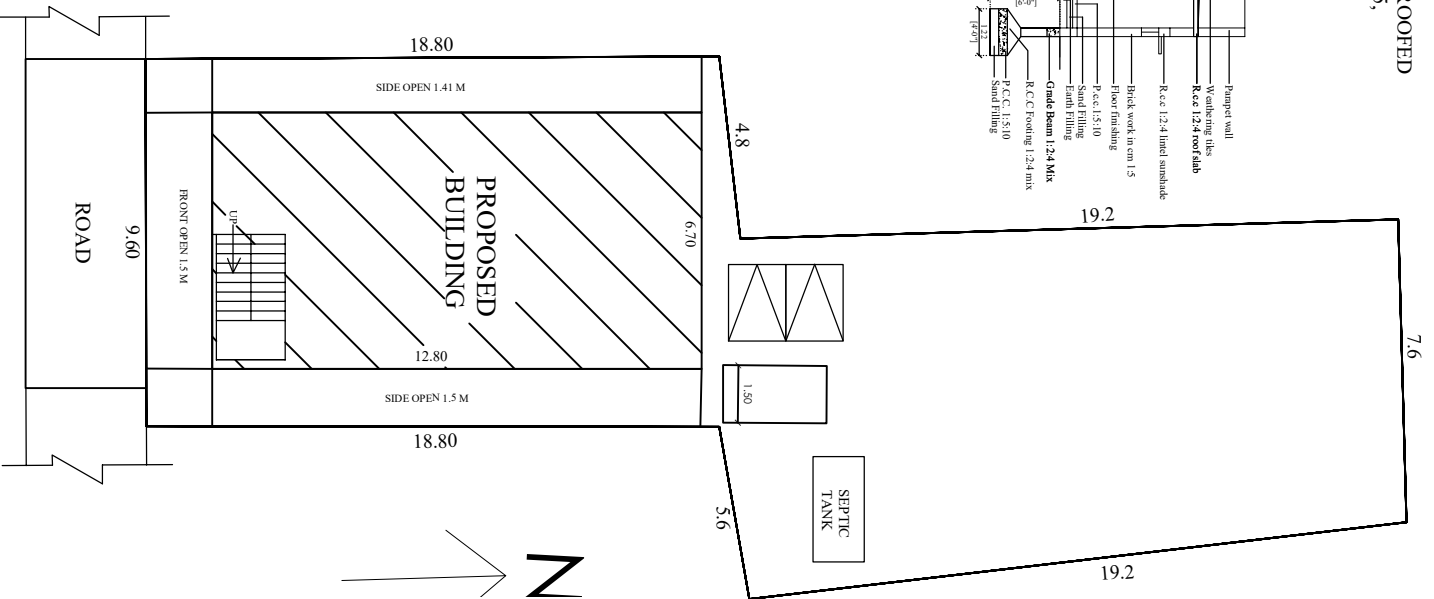 ROOFED
[6'-0"]
1.22
[4'-0"]
Parapet wall
Weathering tiles
R.c.c 1:2:4 roof slab
R.c.c 1:2:4 lintel sunshade
Brick work in cm 1:5
Floor finishing
P.c.c.1:5:10
Sand Filling
Earth Filling
Grade Beam 1:2:4 Mix
R.C.C Footing 1:2:4 mix
P.C.C. 1:5:10
Sand Filling
18.80
SIDE OPEN 1.41 M
4.8
19.2
7.6
PROPOSED
BUILDING
6.70
FRONT OPEN 1.5 M
UP
ROAD
9.60
12.80
SIDE OPEN 1.5 M
1.50
18.80
5.6
SEPTIC
TANK
19.2
N